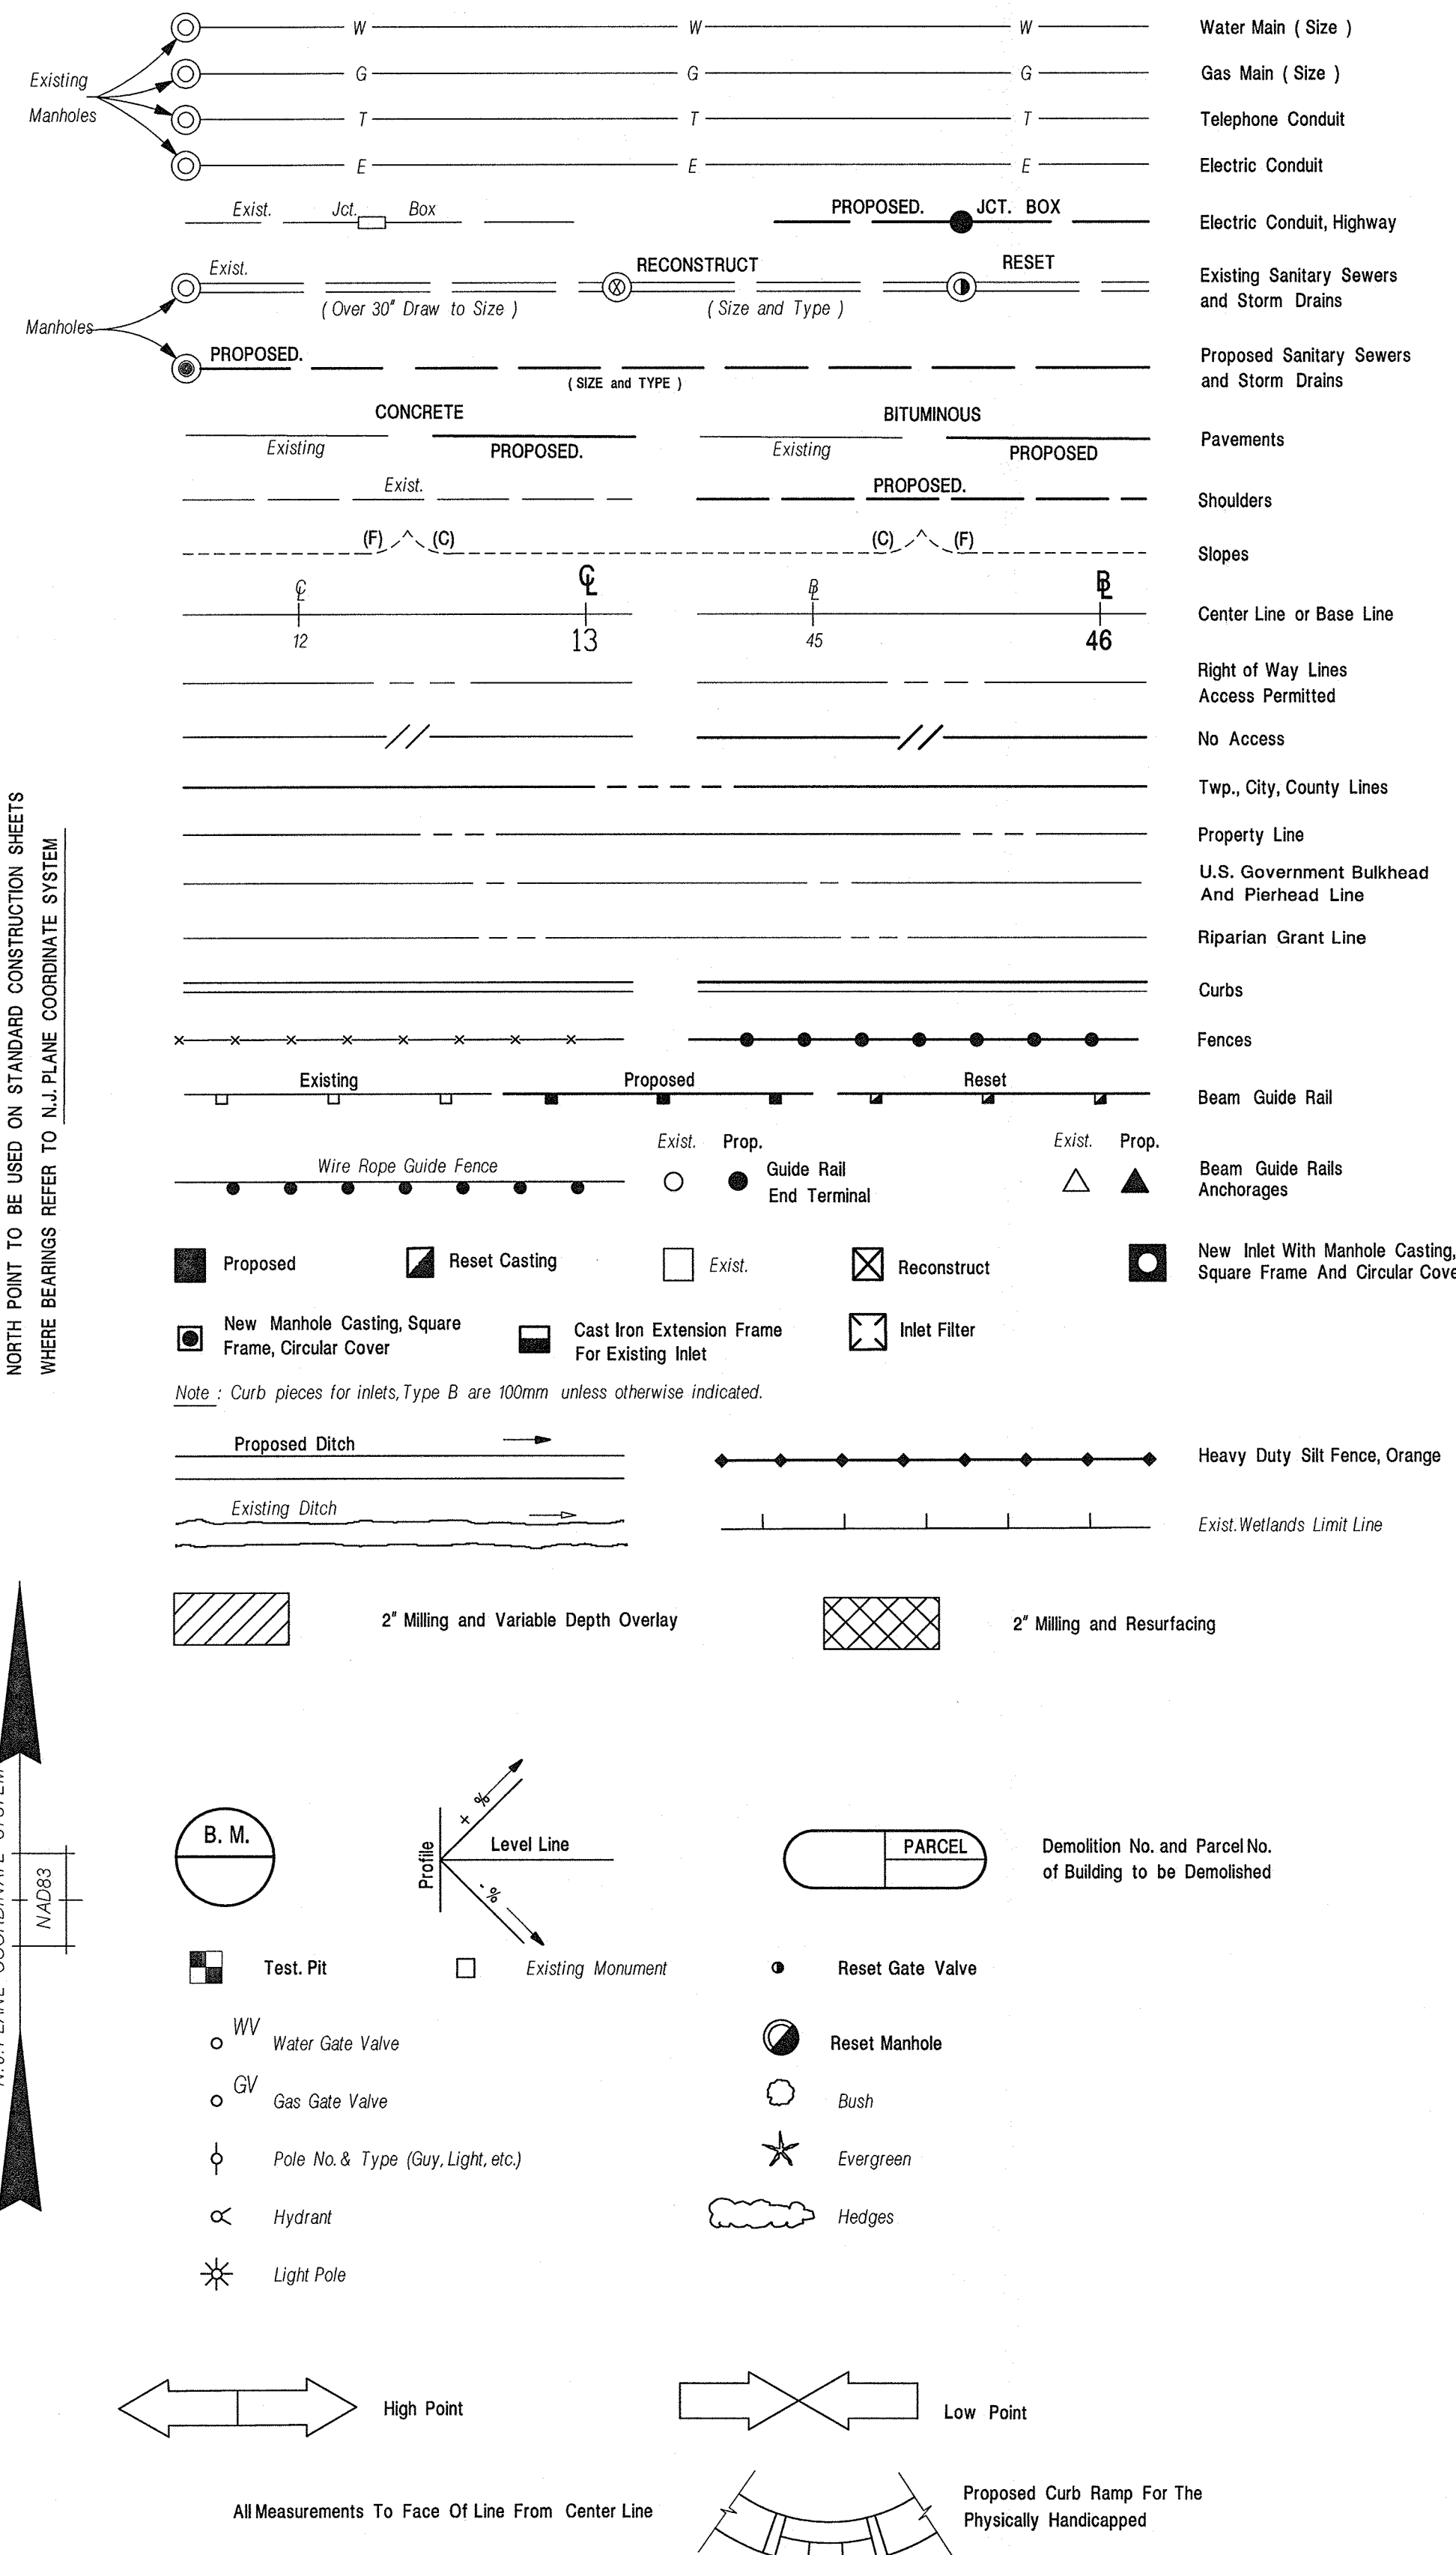 W W W Water Main ( Size )
Existing
Manholes
G G G Gas Main ( Size )
T T T Telephone Conduit
E E E Electric Conduit
Exist. Jct. Box PROPOSED. JCT. BOX Electric Conduit, Highway
Exist. RECONSTRUCT RESET
Existing Sanitary Sewers
and Storm Drains
( Over 30" Draw to Size ) ( Size and Type )
Manholes
PROPOSED.
( SIZE and TYPE )
Proposed Sanitary Sewers
and Storm Drains
CONCRETE BITUMINOUS
Existing PROPOSED. Existing PROPOSED
Pavements
Exist. PROPOSED.
Shoulders
(F) (C) (C) (F)
Slopes
CL CL BL BL
Center Line or Base Line
12 13 45 46
Right of Way Lines
Access Permitted
No Access
Twp., City, County Lines
Property Line
U.S. Government Bulkhead
And Pierhead Line
Riparian Grant Line
Curbs
Fences
Existing Proposed Reset
Beam Guide Rail
Wire Rope Guide Fence
Exist. Prop.
Guide Rail
End Terminal
Exist. Prop.
Beam Guide Rails
Anchorages
Proposed
Reset Casting
Exist.
Reconstruct
New Inlet With Manhole Casting,
Square Frame And Circular
New Manhole Casting, Square
Frame, Circular Cover
Cast Iron Extension Frame
For Existing Inlet
Inlet Filter
Note : Curb pieces for inlets, Type B are 100mm unless otherwise indicated.
Proposed Ditch
Heavy Duty Silt Fence, Orange
Existing Ditch
Exist. Wetlands Limit Line
2" Milling and Variable Depth Overlay
2" Milling and Resurfacing
NORTH POINT TO BE USED ON STANDARD CONSTRUCTION SHEETS
WHERE BEARINGS REFER TO N.J. PLANE COORDINATE SYSTEM
NAD83
B. M.
Profile
+ %
Level Line
- %
PARCEL
Demolition No. and Parcel No.
of Building to be Demolished
Test. Pit
Existing Monument
Reset Gate Valve
WV
Water Gate Valve
Reset Manhole
GV
Gas Gate Valve
Bush
Pole No. & Type (Guy, Light, etc.)
Evergreen
Hydrant
Hedges
Light Pole
High Point
Low Point
All Measurements To Face Of Line From Center Line
Proposed Curb Ramp For The
Physically Handicapped